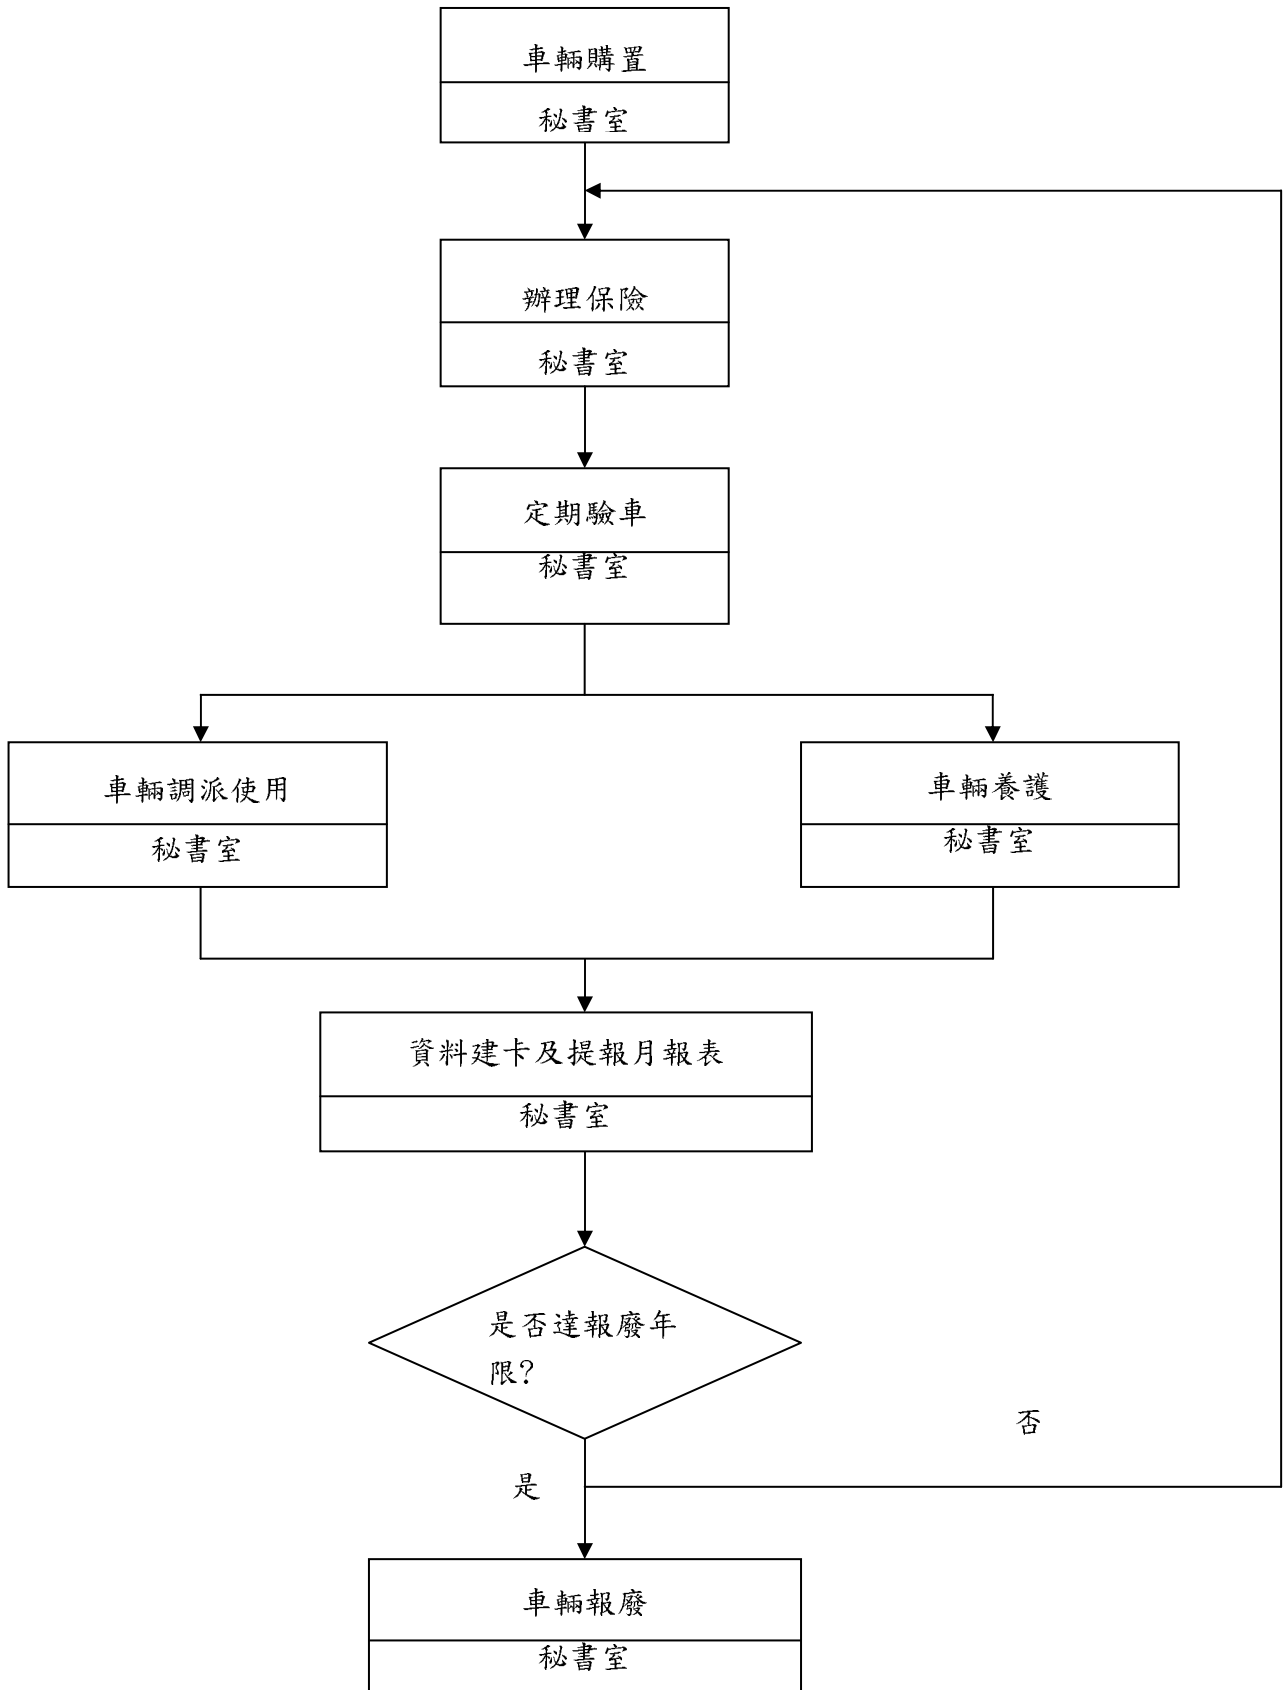 車輛購置
秘書室
辦理保險
秘書室
定期驗車
秘書室
車輛調派使用
秘書室
車輛養護
秘書室
資料建卡及提報月報表
秘書室
是否達報廢年
限?
否
是
車輛報廢
秘書室